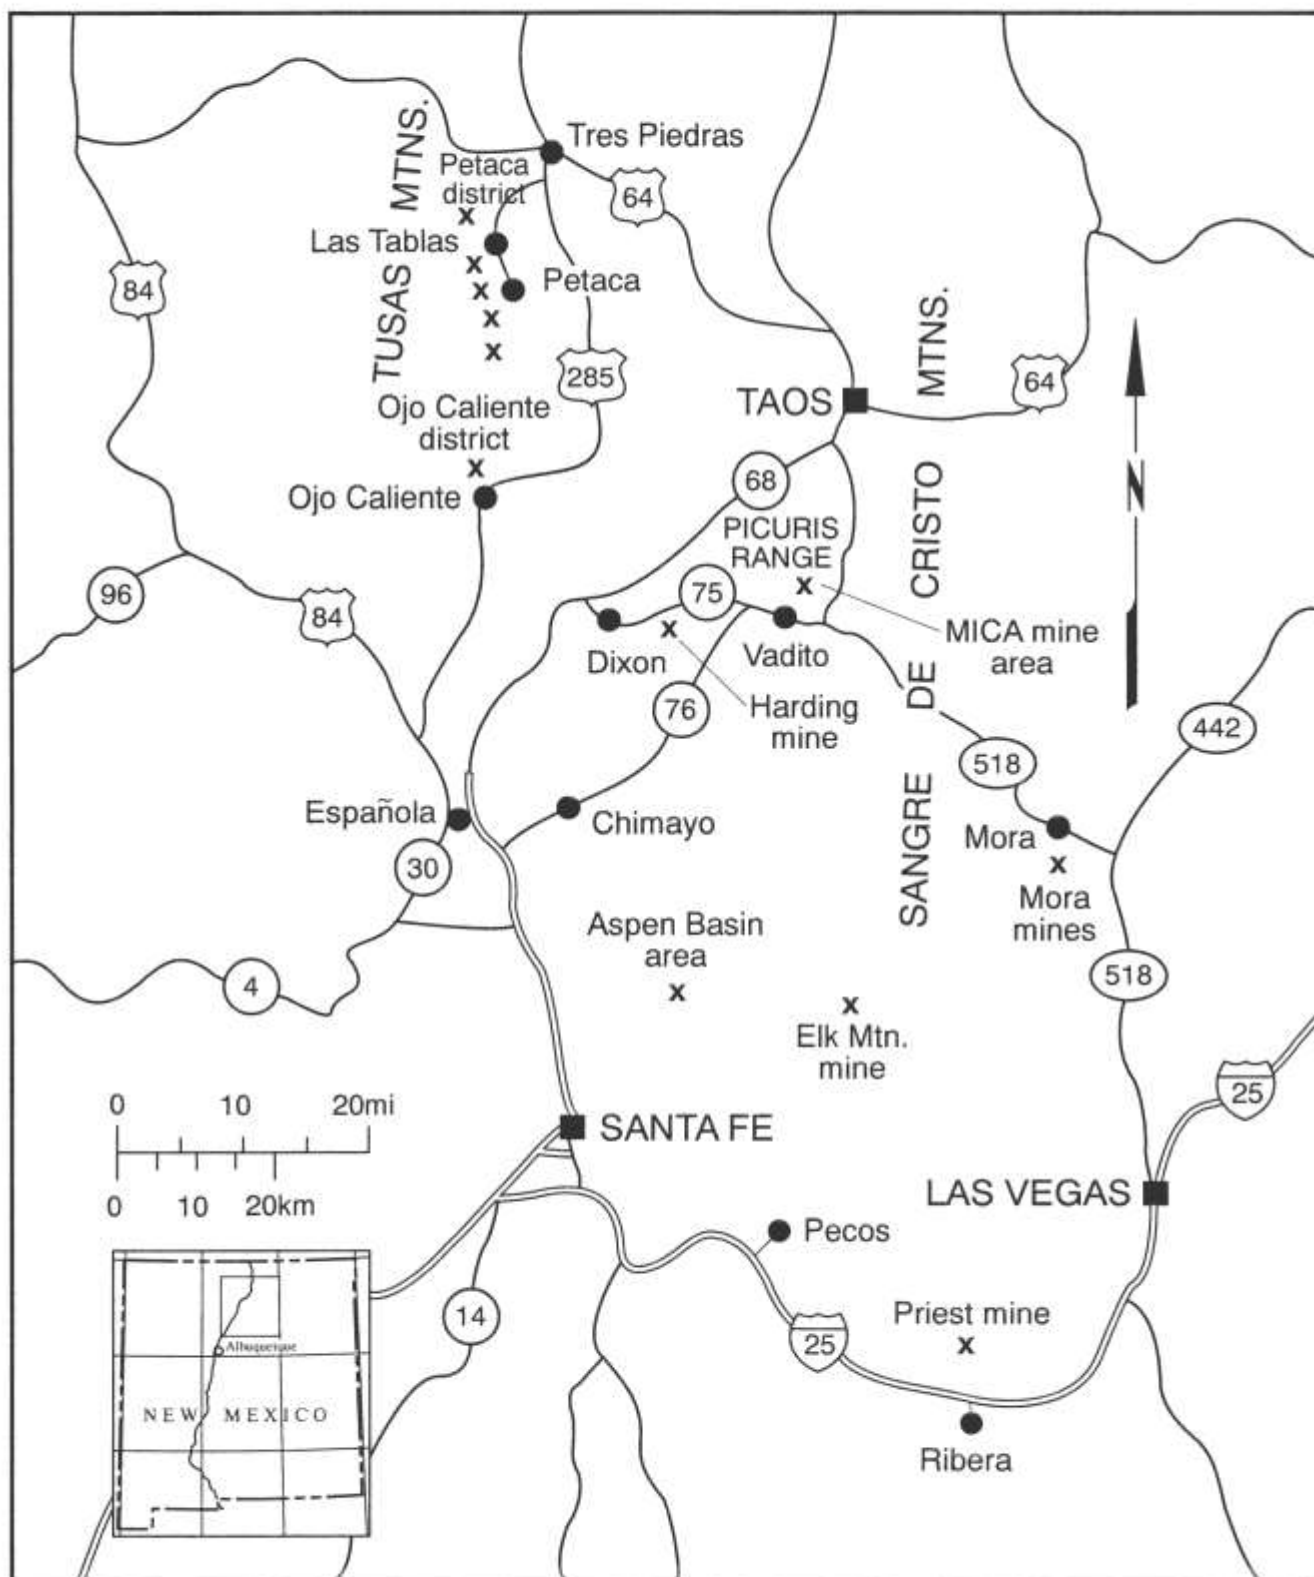 Tres Piedras
TUSAS MTNS.
Petaca
district
64
Las Tablas
Petaca
84
285
TAOS
64
SANGRE DE CRISTO MTNS.
N
Ojo Caliente
district
Ojo Caliente
68
PICURIS
RANGE
96
84
75
Dixon
Vadito
MICA mine
area
76
Harding
mine
442
518
Española
Chimayo
Mora
30
Mora
mines
Aspen Basin
area
4
518
Elk Mtn.
mine
25
0 10 20mi
0 10 20km
SANTA FE
LAS VEGAS
Pecos
14
25
Priest mine
Ribera
Albuquerque
NEW MEXICO